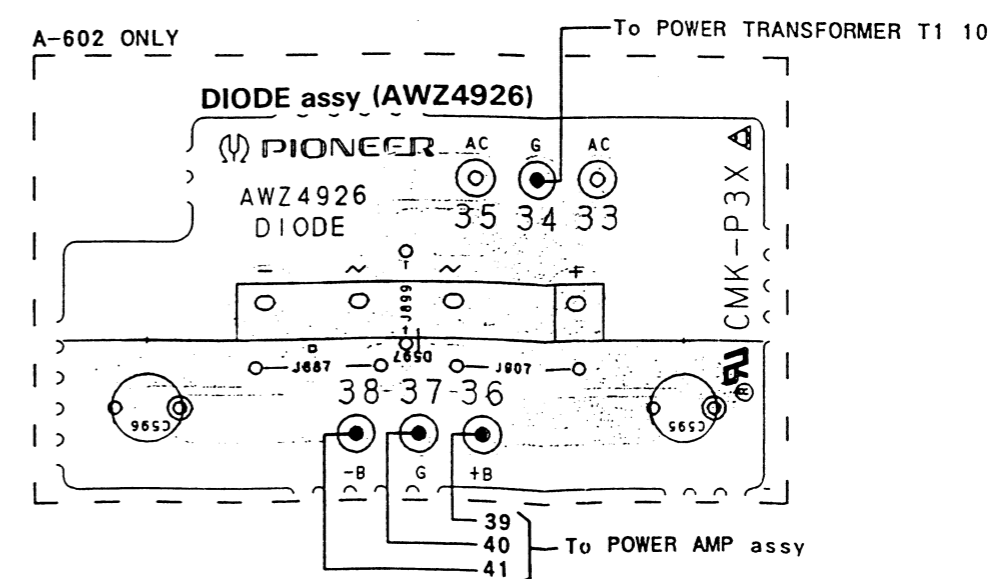 To POWER TRANSFORMER T1 10
A-602 ONLY
DIODE assy (AWZ4926)
PIONEER
AC G AC
AWZ4926
DIODE
35 34 33
CMK-P3X
- ~ ~ +
J899
D597
J887 J807
38-37-36
C596
C595
-B G +B
39
40
41
To POWER AMP assy